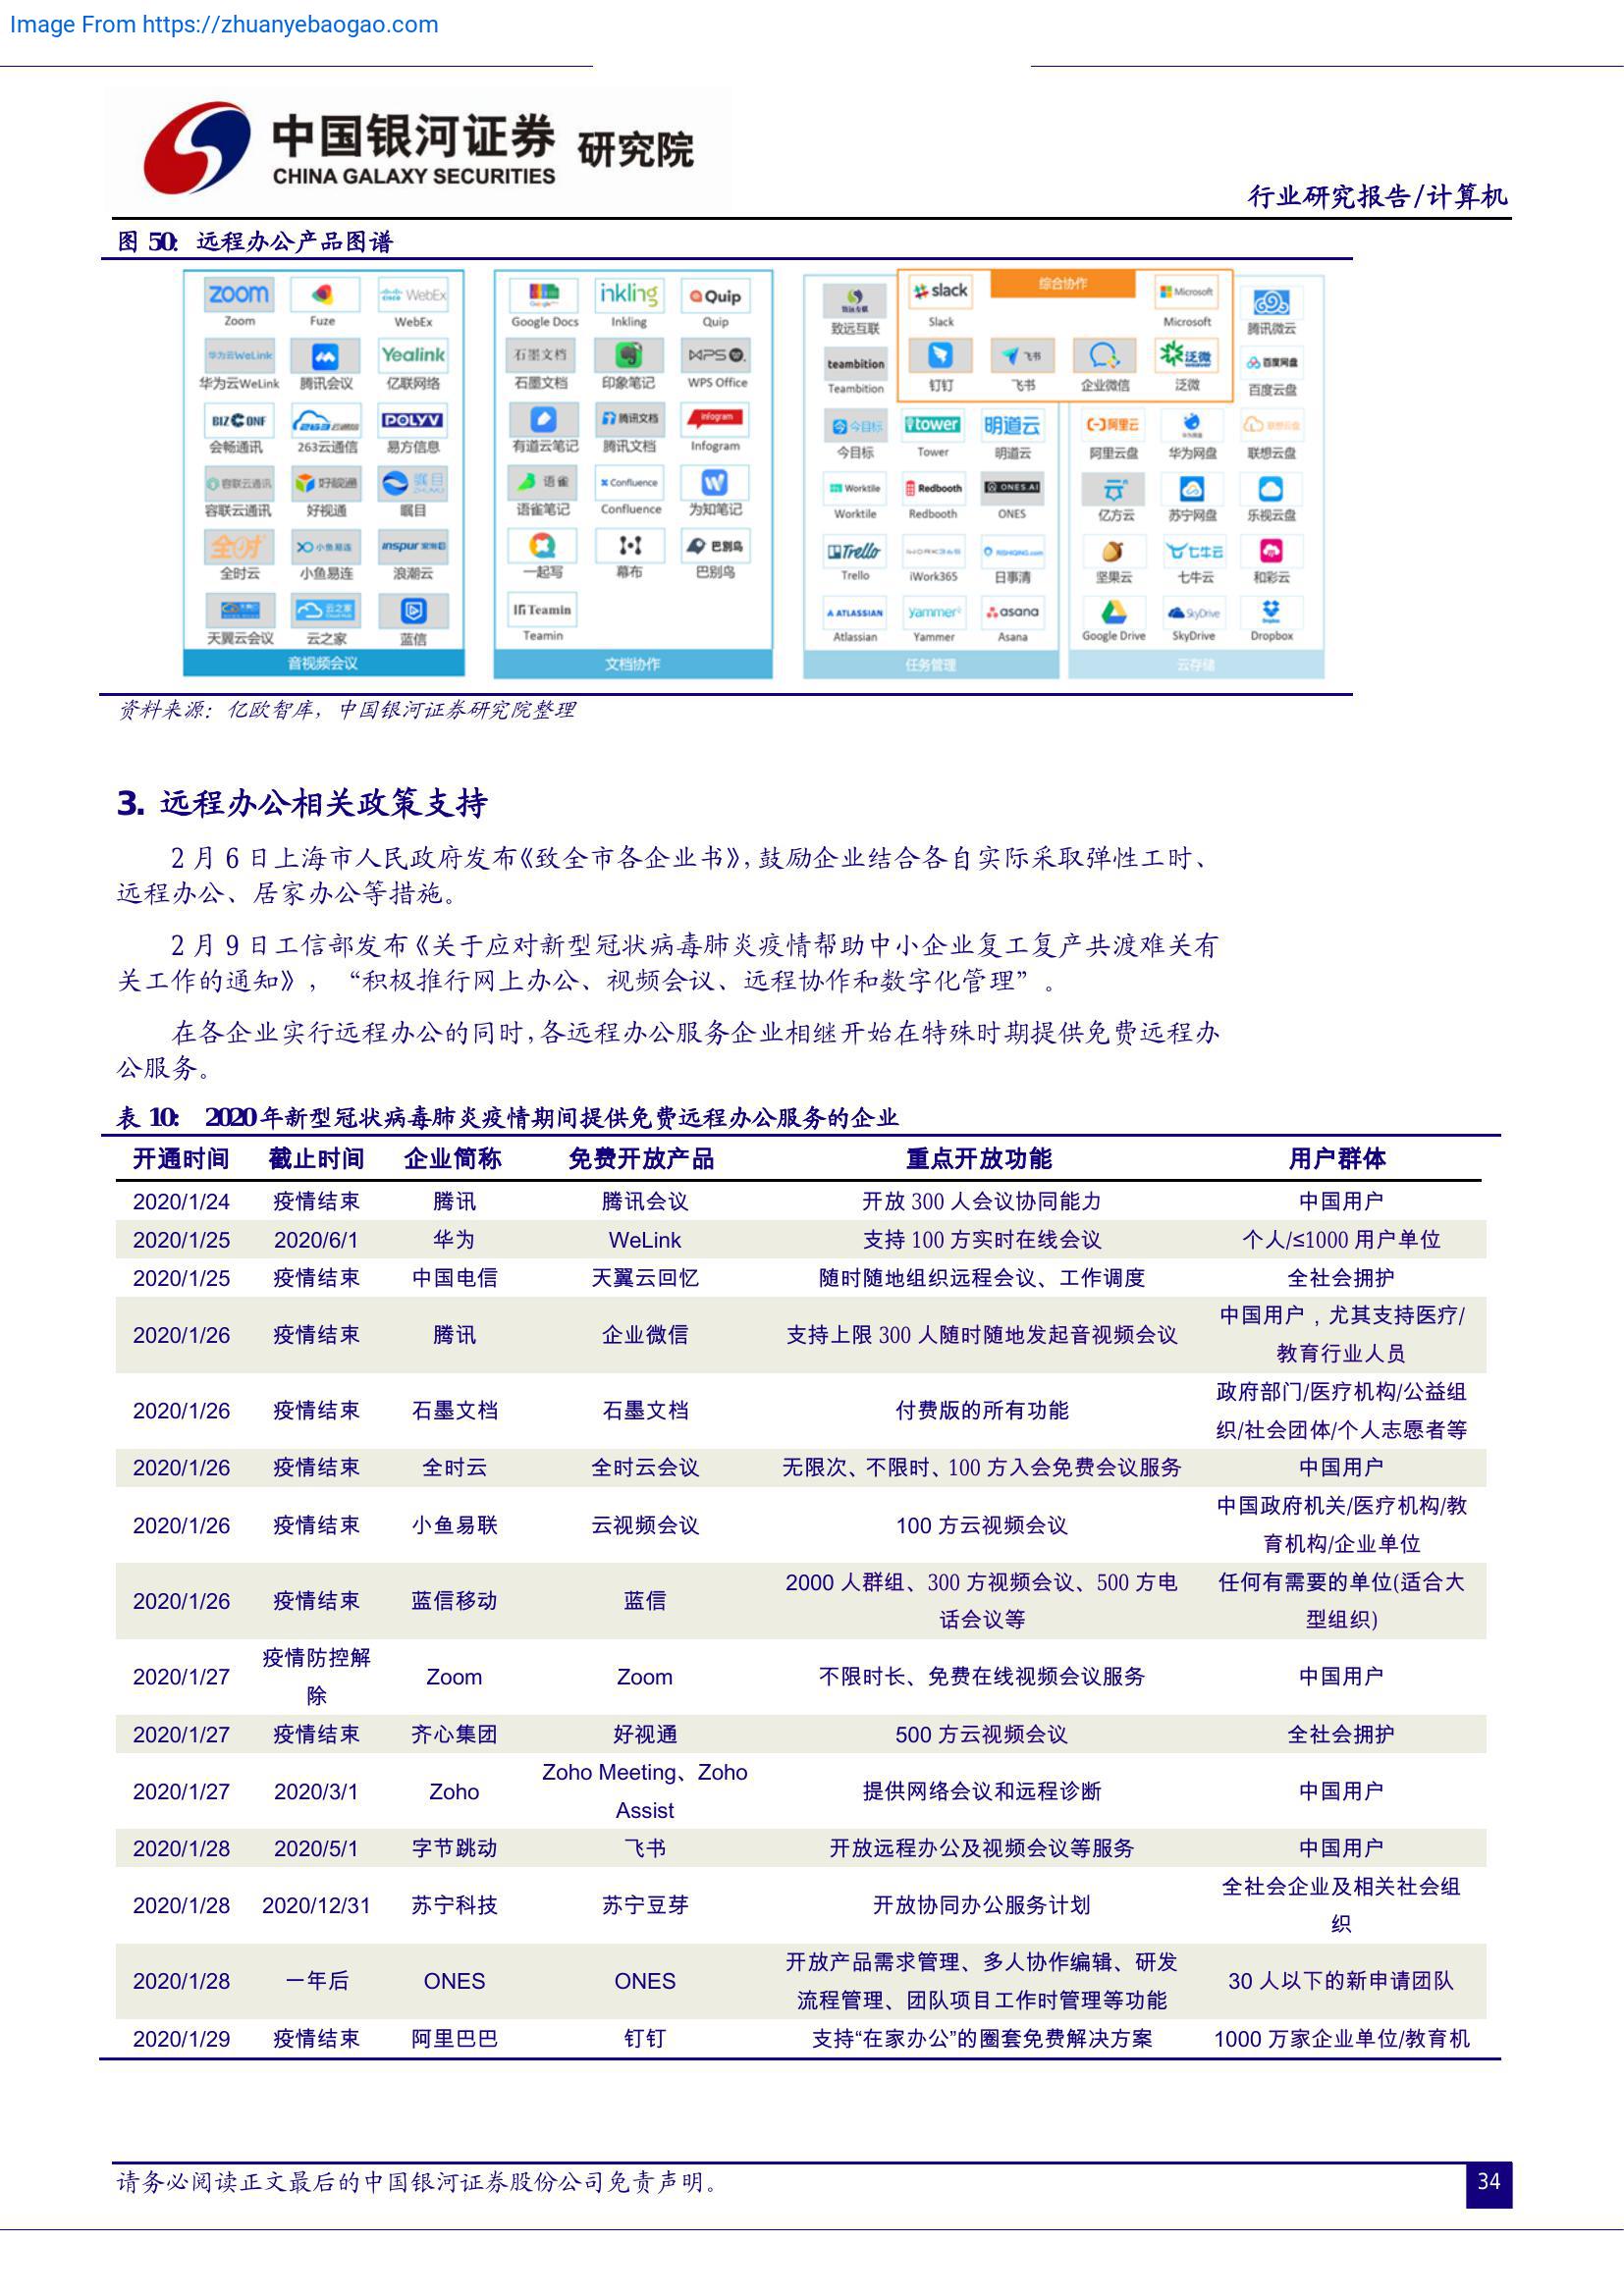 Image From https://zhuanyebaogao.com
中国银河证券 研究院
CHINA GALAXY SECURITIES
行业研究报告/计算机
图 50: 远程办公产品图谱
综合协作
zoom WebEx
Zoom Fuze WebEx
华为云WeLink Yealink
华为云WeLink 腾讯会议 亿联网络
BIZCONF 263云通信 POLYV
会畅通讯 263云通信 易方信息
容联云通讯 好视通 瞩目
容联云通讯 好视通 瞩目
全时 小鱼易连 inspur
全时云 小鱼易连 浪潮云
云之家
天翼云会议 云之家 蓝信
音视频会议
inkling Quip
Google Docs Inkling Quip
石墨文档 WPS
石墨文档 印象笔记 WPS Office
腾讯文档 infogram
有道云笔记 腾讯文档 Infogram
语雀 Confluence
语雀笔记 Confluence 为知笔记
巴别鸟
一起写 幕布 巴别鸟
Teamin
Teamin
文档协作
致远互联 slack Microsoft
致远互联 Slack Microsoft 腾讯微云
teambition 飞书 泛微 百度网盘
Teambition 钉钉 飞书 企业微信 泛微 百度云盘
今目标 tower 明道云 阿里云 联想云盘
今目标 Tower 明道云 阿里云盘 华为网盘 联想云盘
Worktile Redbooth ONES.AI
Worktile Redbooth ONES 亿方云 苏宁网盘 乐视云盘
Trello 七牛云
Trello iWork365 日事清 坚果云 七牛云 和彩云
ATLASSIAN yammer asana SkyDrive Dropbox
Atlassian Yammer Asana Google Drive SkyDrive Dropbox
任务管理 云存储
资料来源：亿欧智库，中国银河证券研究院整理
3. 远程办公相关政策支持
2 月 6 日上海市人民政府发布《致全市各企业书》，鼓励企业结合各自实际采取弹性工时、
远程办公、居家办公等措施。
2 月 9 日工信部发布《关于应对新型冠状病毒肺炎疫情帮助中小企业复工复产共渡难关有
关工作的通知》，“积极推行网上办公、视频会议、远程协作和数字化管理”。
在各企业实行远程办公的同时，各远程办公服务企业相继开始在特殊时期提供免费远程办
公服务。
表 10: 2020 年新型冠状病毒肺炎疫情期间提供免费远程办公服务的企业
开通时间 截止时间 企业简称 免费开放产品 重点开放功能 用户群体
2020/1/24 疫情结束 腾讯 腾讯会议 开放 300 人会议协同能力 中国用户
2020/1/25 2020/6/1 华为 WeLink 支持 100 方实时在线会议 个人/≤1000 用户单位
2020/1/25 疫情结束 中国电信 天翼云回忆 随时随地组织远程会议、工作调度 全社会拥护
2020/1/26 疫情结束 腾讯 企业微信 支持上限 300 人随时随地发起音视频会议 中国用户，尤其支持医疗/
教育行业人员
2020/1/26 疫情结束 石墨文档 石墨文档 付费版的所有功能 政府部门/医疗机构/公益组
织/社会团体/个人志愿者等
2020/1/26 疫情结束 全时云 全时云会议 无限次、不限时、100 方入会免费会议服务 中国用户
2020/1/26 疫情结束 小鱼易联 云视频会议 100 方云视频会议 中国政府机关/医疗机构/教
育机构/企业单位
2020/1/26 疫情结束 蓝信移动 蓝信 2000 人群组、300 方视频会议、500 方电 任何有需要的单位(适合大
话会议等 型组织)
2020/1/27 疫情防控解 Zoom Zoom 不限时长、免费在线视频会议服务 中国用户
除
2020/1/27 疫情结束 齐心集团 好视通 500 方云视频会议 全社会拥护
2020/1/27 2020/3/1 Zoho Zoho Meeting、Zoho 提供网络会议和远程诊断 中国用户
Assist
2020/1/28 2020/5/1 字节跳动 飞书 开放远程办公及视频会议等服务 中国用户
2020/1/28 2020/12/31 苏宁科技 苏宁豆芽 开放协同办公服务计划 全社会企业及相关社会组
织
2020/1/28 一年后 ONES ONES 开放产品需求管理、多人协作编辑、研发 30 人以下的新申请团队
流程管理、团队项目工作时管理等功能
2020/1/29 疫情结束 阿里巴巴 钉钉 支持“在家办公”的圈套免费解决方案 1000 万家企业单位/教育机
请务必阅读正文最后的中国银河证券股份公司免责声明。
34